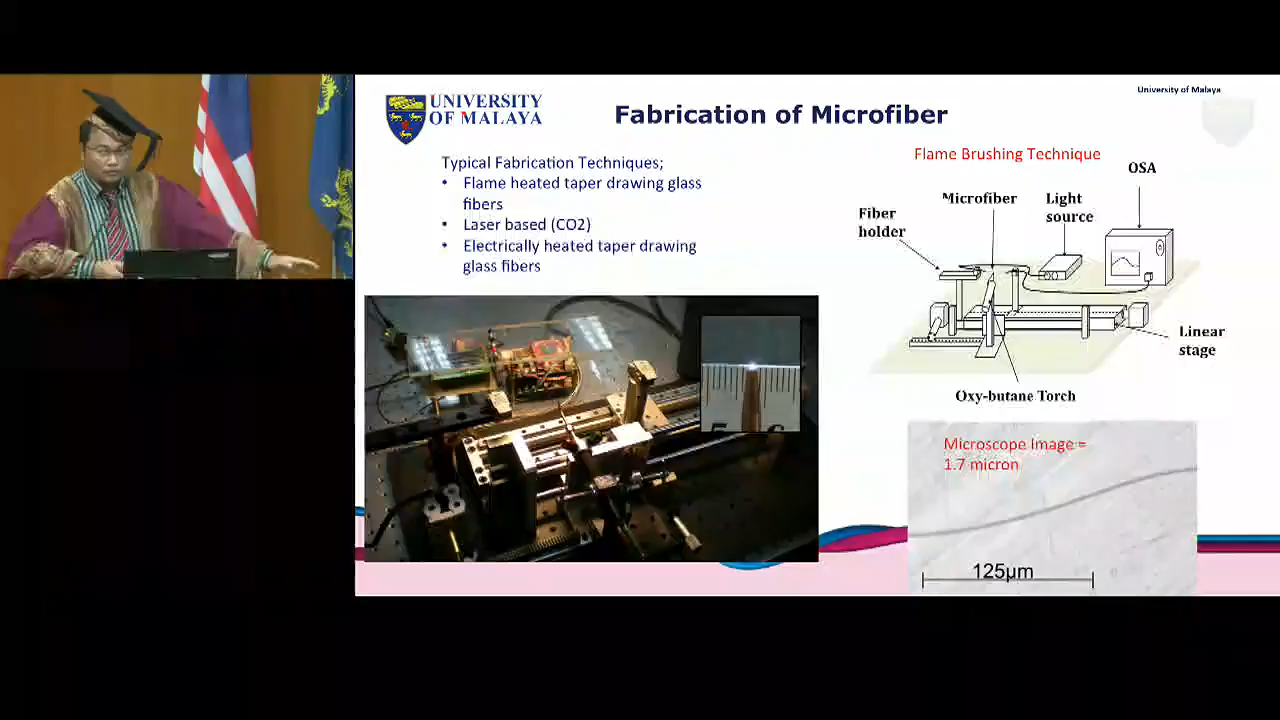 UNIVERSITY
OF MALAYA
Fabrication of Microfiber
University of Malaya
Typical Fabrication Techniques;
• Flame heated taper drawing glass
fibers
• Laser based (CO2)
• Electrically heated taper drawing
glass fibers
Flame Brushing Technique
OSA
Microfiber
Light
source
Fiber
holder
Linear
stage
Oxy-butane Torch
Microscope Image =
1.7 micron
125μm